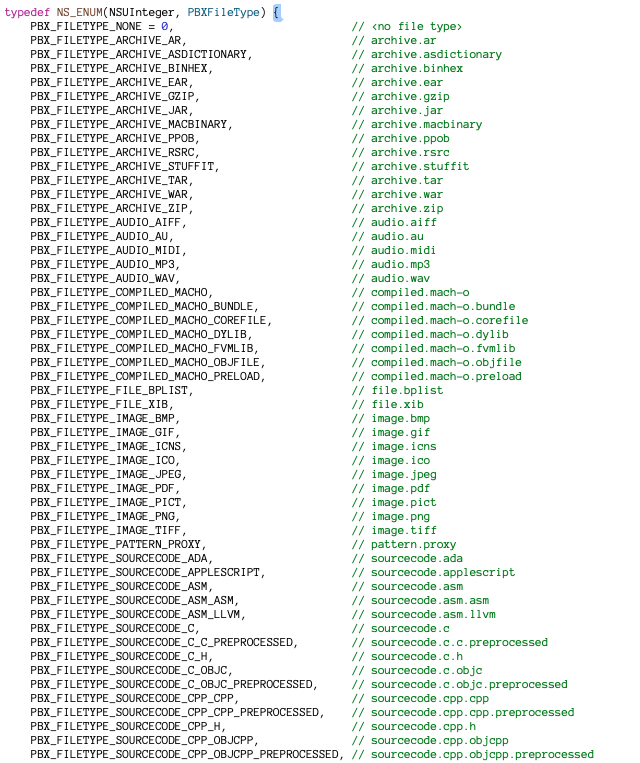 typedef NS_ENUM(NSUInteger, PBXFileType) {
    PBX_FILETYPE_NONE = 0,                           // <no file type>
    PBX_FILETYPE_ARCHIVE_AR,                         // archive.ar
    PBX_FILETYPE_ARCHIVE_ASDICTIONARY,               // archive.asdictionary
    PBX_FILETYPE_ARCHIVE_BINHEX,                     // archive.binhex
    PBX_FILETYPE_ARCHIVE_EAR,                        // archive.ear
    PBX_FILETYPE_ARCHIVE_GZIP,                       // archive.gzip
    PBX_FILETYPE_ARCHIVE_JAR,                        // archive.jar
    PBX_FILETYPE_ARCHIVE_MACBINARY,                  // archive.macbinary
    PBX_FILETYPE_ARCHIVE_PPOB,                       // archive.ppob
    PBX_FILETYPE_ARCHIVE_RSRC,                       // archive.rsrc
    PBX_FILETYPE_ARCHIVE_STUFFIT,                    // archive.stuffit
    PBX_FILETYPE_ARCHIVE_TAR,                        // archive.tar
    PBX_FILETYPE_ARCHIVE_WAR,                        // archive.war
    PBX_FILETYPE_ARCHIVE_ZIP,                        // archive.zip
    PBX_FILETYPE_AUDIO_AIFF,                         // audio.aiff
    PBX_FILETYPE_AUDIO_AU,                           // audio.au
    PBX_FILETYPE_AUDIO_MIDI,                         // audio.midi
    PBX_FILETYPE_AUDIO_MP3,                          // audio.mp3
    PBX_FILETYPE_AUDIO_WAV,                          // audio.wav
    PBX_FILETYPE_COMPILED_MACHO,                     // compiled.mach-o
    PBX_FILETYPE_COMPILED_MACHO_BUNDLE,              // compiled.mach-o.bundle
    PBX_FILETYPE_COMPILED_MACHO_COREFILE,            // compiled.mach-o.corefile
    PBX_FILETYPE_COMPILED_MACHO_DYLIB,               // compiled.mach-o.dylib
    PBX_FILETYPE_COMPILED_MACHO_FVMLIB,              // compiled.mach-o.fvmlib
    PBX_FILETYPE_COMPILED_MACHO_OBJFILE,             // compiled.mach-o.objfile
    PBX_FILETYPE_COMPILED_MACHO_PRELOAD,             // compiled.mach-o.preload
    PBX_FILETYPE_FILE_BPLIST,                        // file.bplist
    PBX_FILETYPE_FILE_XIB,                           // file.xib
    PBX_FILETYPE_IMAGE_BMP,                          // image.bmp
    PBX_FILETYPE_IMAGE_GIF,                          // image.gif
    PBX_FILETYPE_IMAGE_ICNS,                         // image.icns
    PBX_FILETYPE_IMAGE_ICO,                          // image.ico
    PBX_FILETYPE_IMAGE_JPEG,                         // image.jpeg
    PBX_FILETYPE_IMAGE_PDF,                          // image.pdf
    PBX_FILETYPE_IMAGE_PICT,                         // image.pict
    PBX_FILETYPE_IMAGE_PNG,                          // image.png
    PBX_FILETYPE_IMAGE_TIFF,                         // image.tiff
    PBX_FILETYPE_PATTERN_PROXY,                      // pattern.proxy
    PBX_FILETYPE_SOURCECODE_ADA,                     // sourcecode.ada
    PBX_FILETYPE_SOURCECODE_APPLESCRIPT,             // sourcecode.applescript
    PBX_FILETYPE_SOURCECODE_ASM,                     // sourcecode.asm
    PBX_FILETYPE_SOURCECODE_ASM_ASM,                 // sourcecode.asm.asm
    PBX_FILETYPE_SOURCECODE_ASM_LLVM,                // sourcecode.asm.llvm
    PBX_FILETYPE_SOURCECODE_C,                       // sourcecode.c
    PBX_FILETYPE_SOURCECODE_C_C_PREPROCESSED,        // sourcecode.c.c.preprocessed
    PBX_FILETYPE_SOURCECODE_C_H,                     // sourcecode.c.h
    PBX_FILETYPE_SOURCECODE_C_OBJC,                  // sourcecode.c.objc
    PBX_FILETYPE_SOURCECODE_C_OBJC_PREPROCESSED,     // sourcecode.c.objc.preprocessed
    PBX_FILETYPE_SOURCECODE_CPP_CPP,                 // sourcecode.cpp.cpp
    PBX_FILETYPE_SOURCECODE_CPP_CPP_PREPROCESSED,    // sourcecode.cpp.cpp.preprocessed
    PBX_FILETYPE_SOURCECODE_CPP_H,                   // sourcecode.cpp.h
    PBX_FILETYPE_SOURCECODE_CPP_OBJCPP,              // sourcecode.cpp.objcpp
    PBX_FILETYPE_SOURCECODE_CPP_OBJCPP_PREPROCESSED, // sourcecode.cpp.objcpp.preprocessed